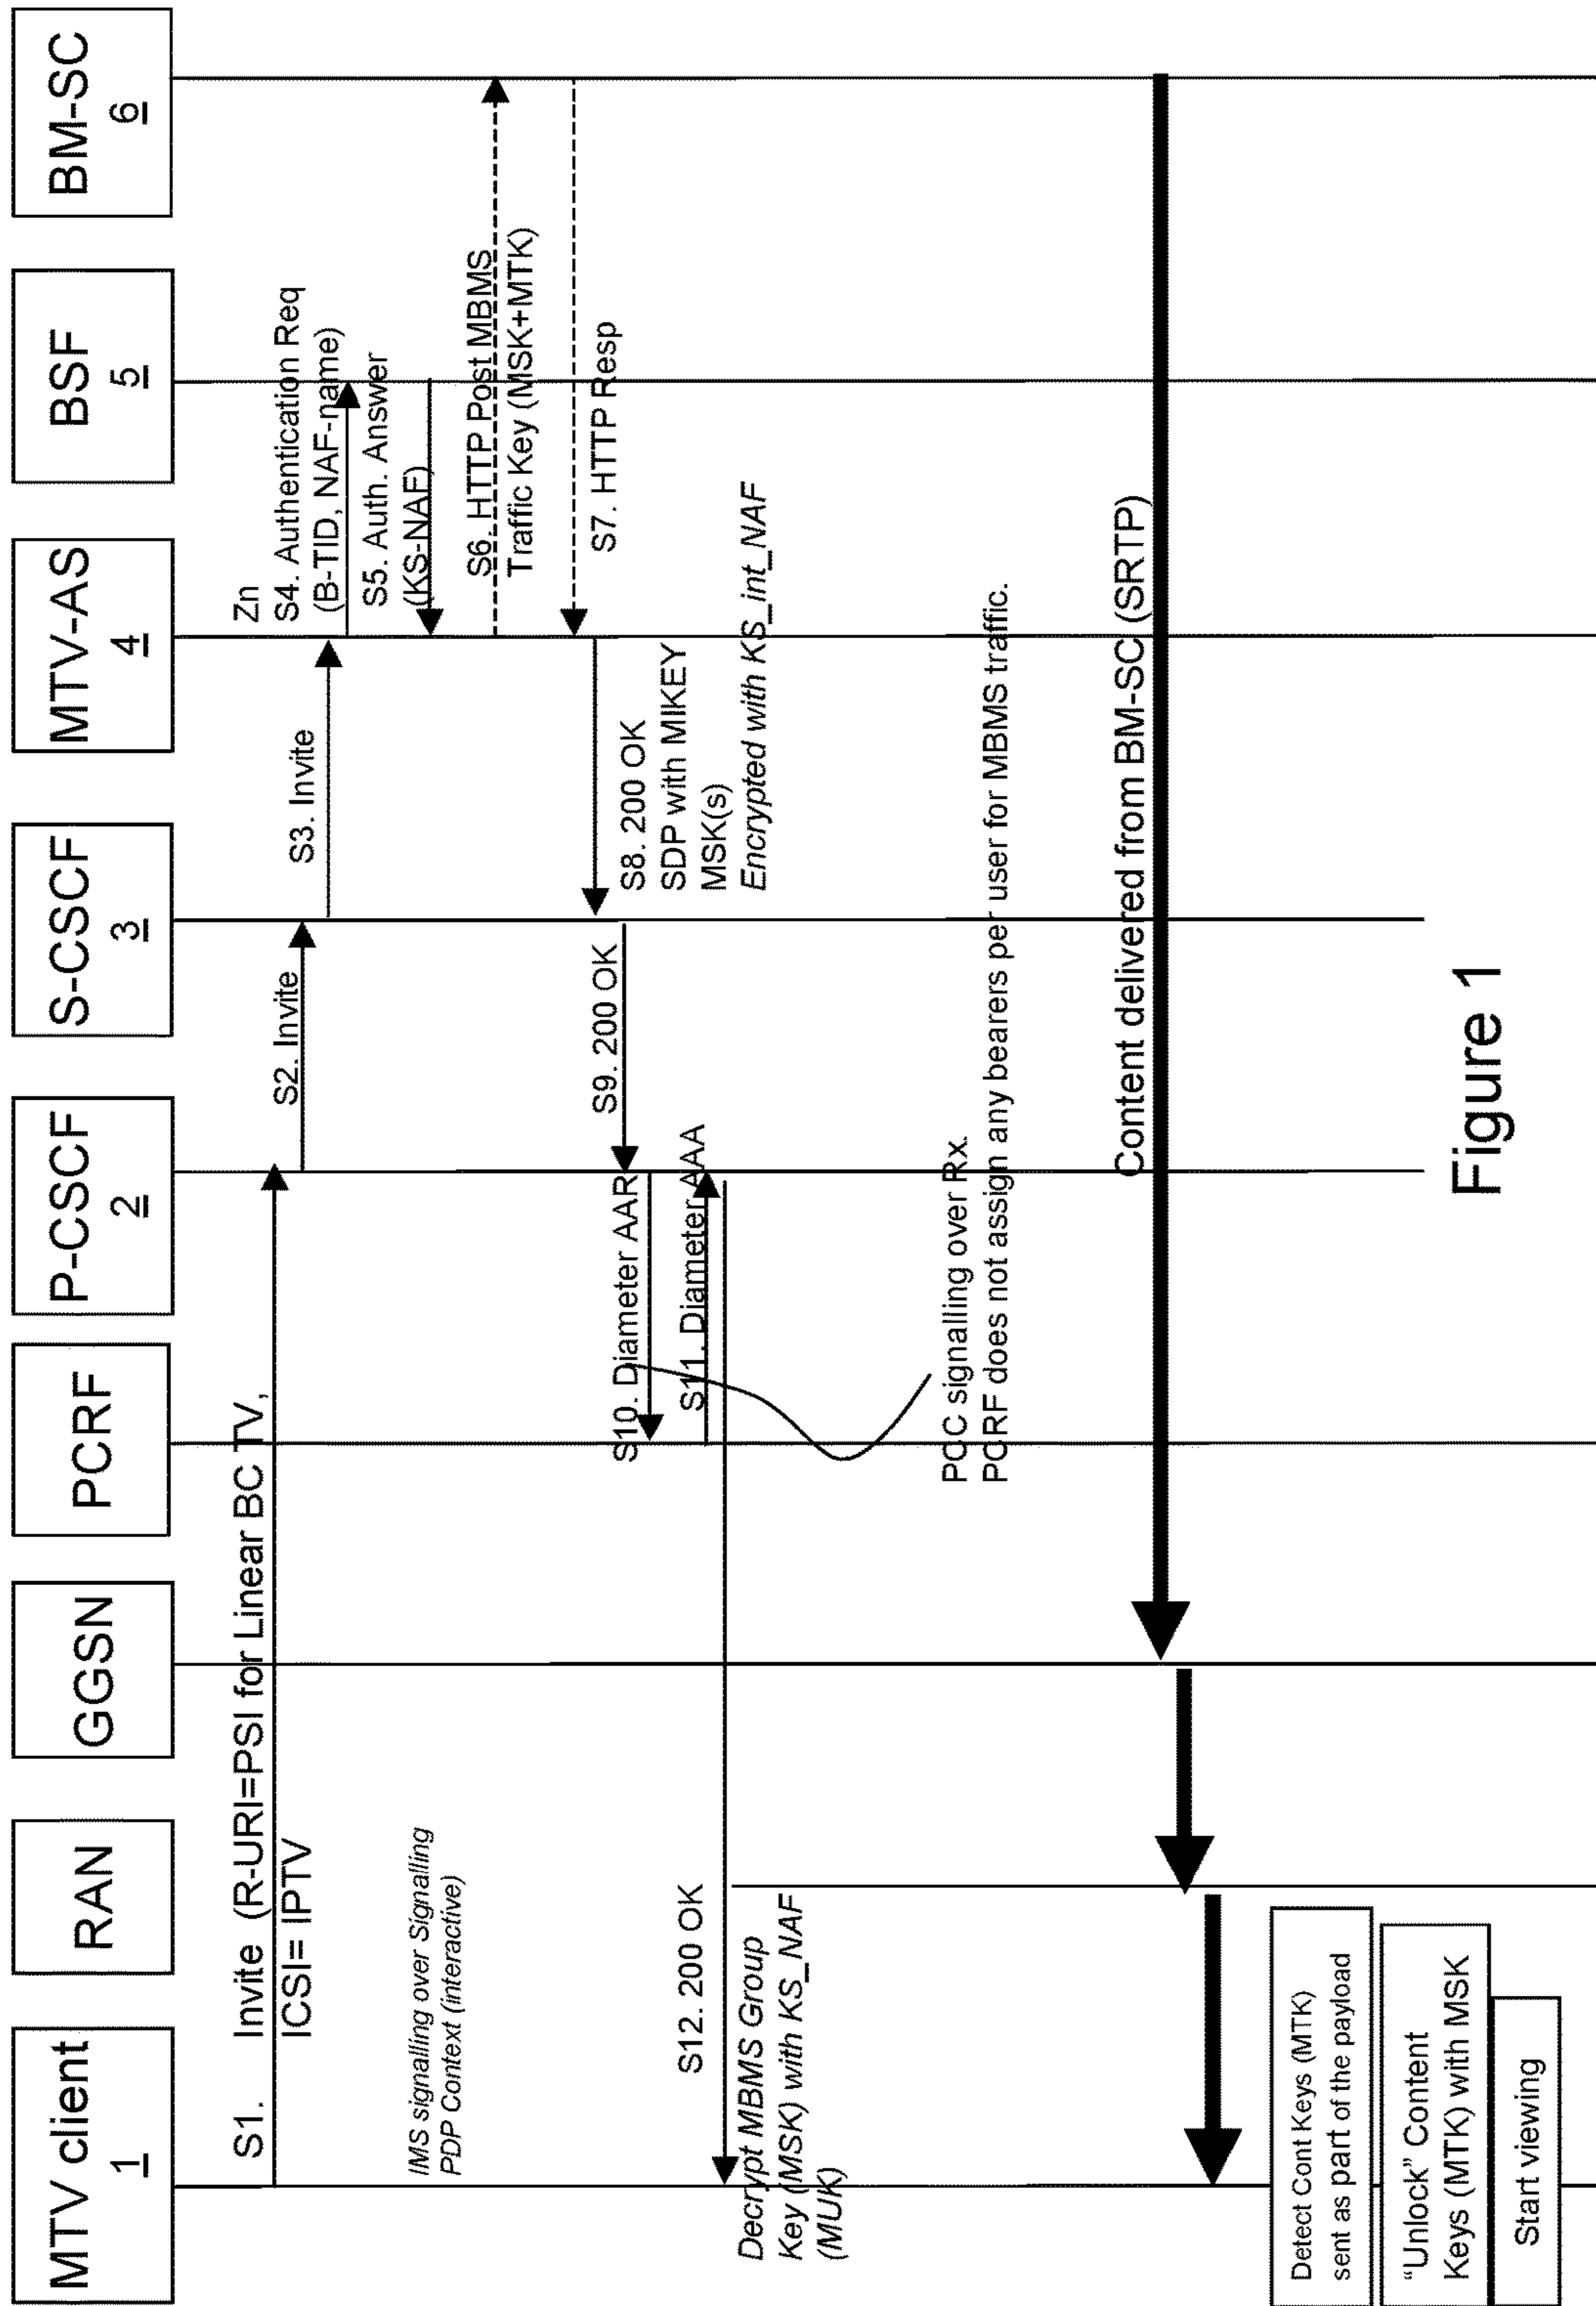 MTV client
1
RAN
GGSN
PCRF
P-CSCF
2
S-CSCF
3
MTV-AS
4
BSF
5
BM-SC
6
S1. Invite (R-URI=PSI for Linear BC TV,
ICSI= IPTV
S2. Invite
S3. Invite
Zn
S4. Authentication Req
(B-TID, NAF-name)
S5. Auth. Answer
(KS-NAF)
IMS signalling over Signalling
PDP Context (interactive)
S6. HTTP Post MBMS
Traffic Key (MSK+MTK)
S7. HTTP Resp
S8. 200 OK
SDP with MIKEY
MSK(s)
Encrypted with KS_int_NAF
S9. 200 OK
S10. Diameter AAR
S11. Diameter AAA
S12. 200 OK
Decrypt MBMS Group
Key (MSK) with KS_NAF
(MUK)
PCC signalling over Rx.
PCRF does not assign any bearers per user for MBMS traffic.
Content delivered from BM-SC (SRTP)
Detect Cont Keys (MTK)
sent as part of the payload
“Unlock” Content
Keys (MTK) with MSK
Start viewing
Figure 1